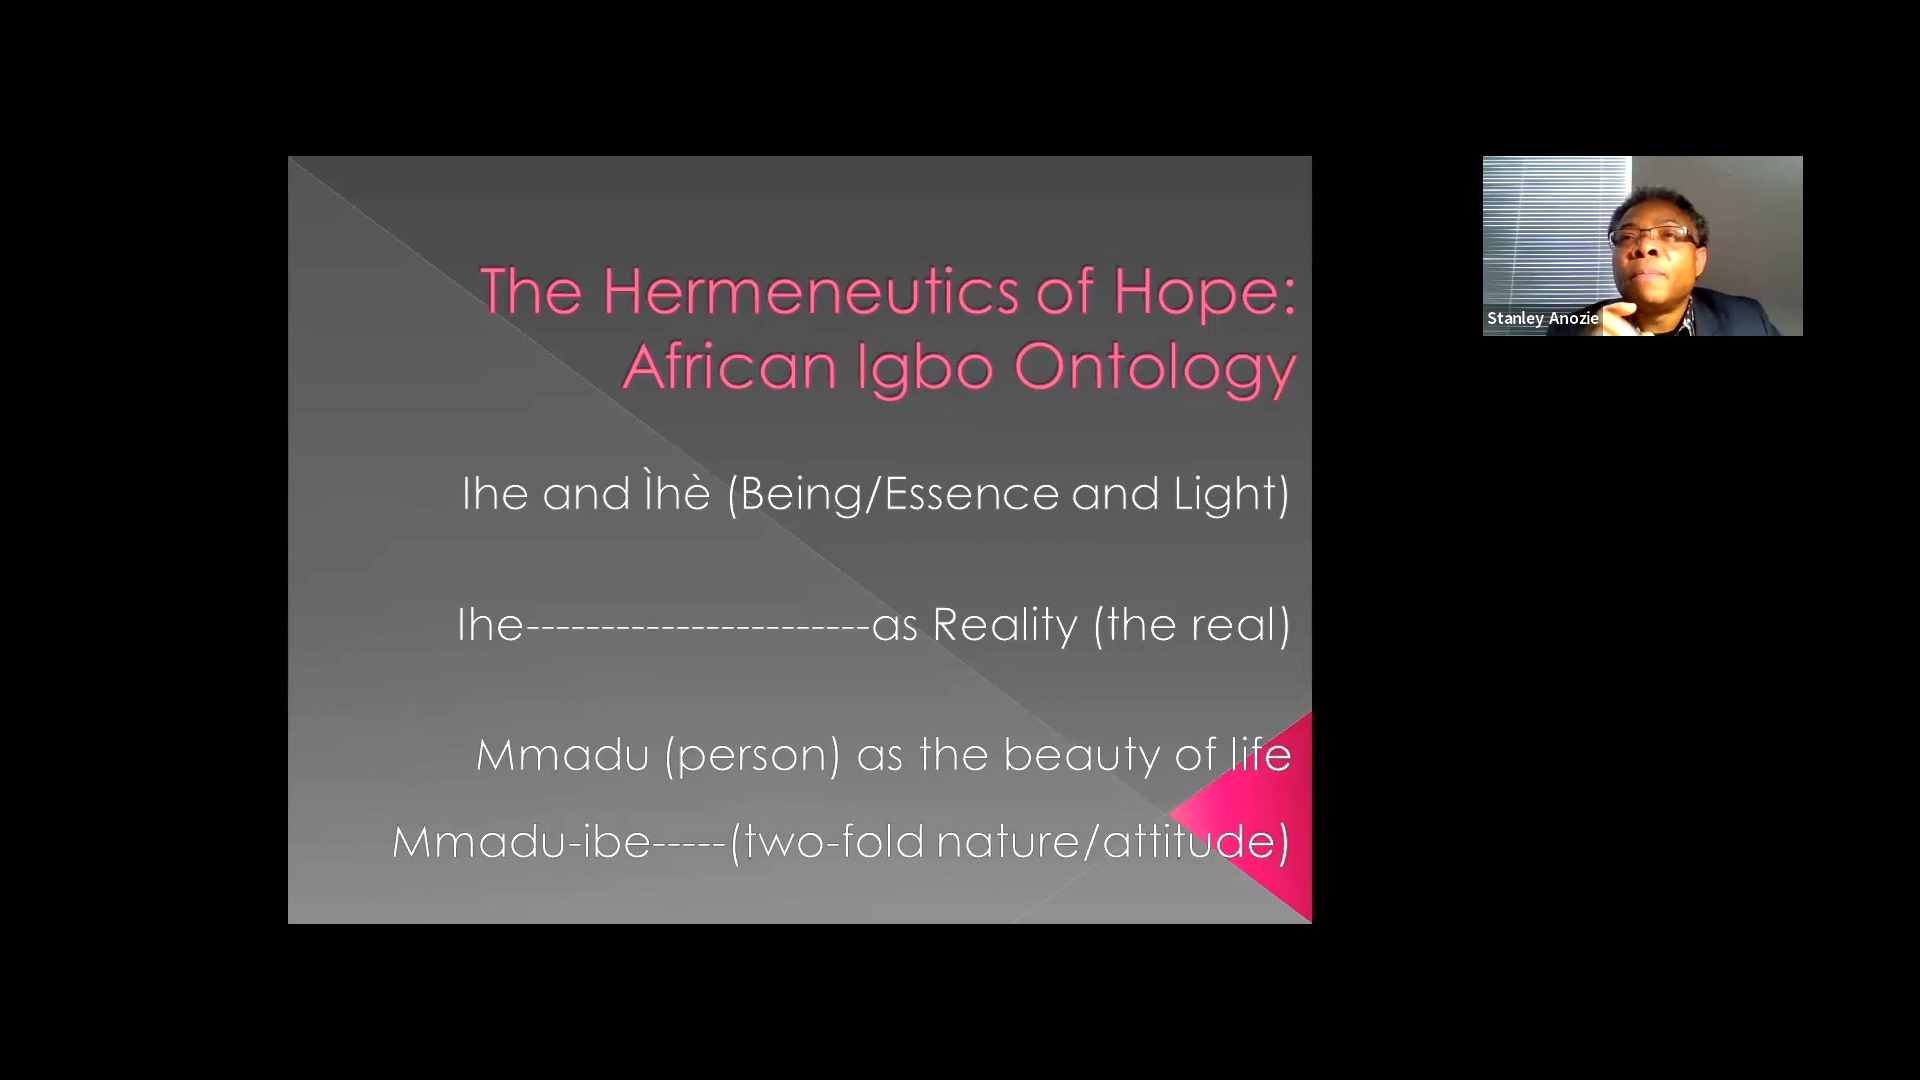 The Hermeneutics of Hope:
African Igbo Ontology
Ihe and Ìhè (Being/Essence and Light)
Ihe-----------------------as Reality (the real)
Mmadu (person) as the beauty of life
Mmadu-ibe-----(two-fold nature/attitude)
Stanley Anozie